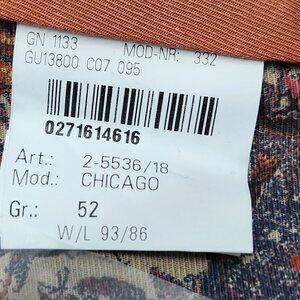 GN 1133 MOD-NR: 332
GU13800 C07 095
0271614616
Art.: 2-5536/18
Mod.: CHICAGO
Gr.: 52
W/L 93/86